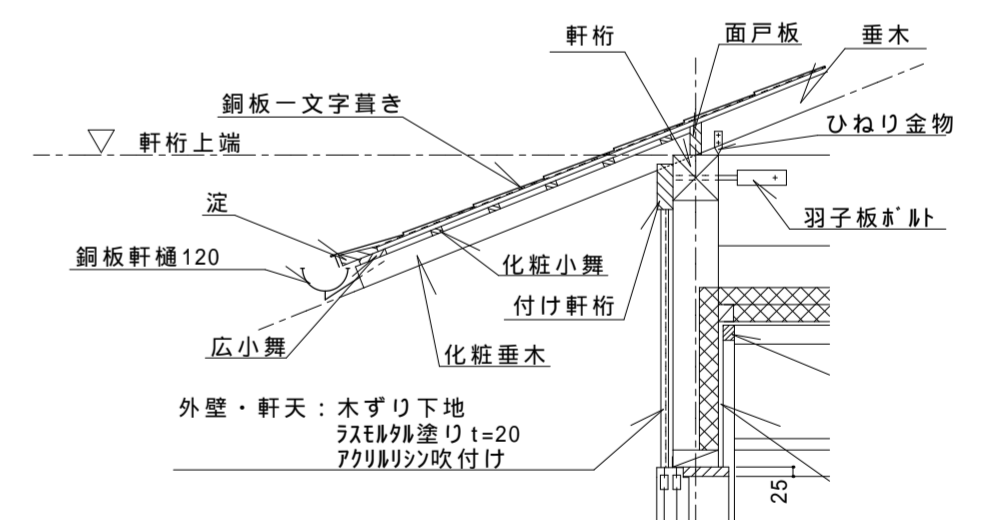 軒桁
面戸板
垂木
銅板一文字葺き
ひねり金物
軒桁上端
淀
羽子板ボルト
銅板軒樋120
化粧小舞
付け軒桁
広小舞
化粧垂木
外壁・軒天：木ずり下地
ラスモルタル塗り t=20
アクリルリシン吹付け
25